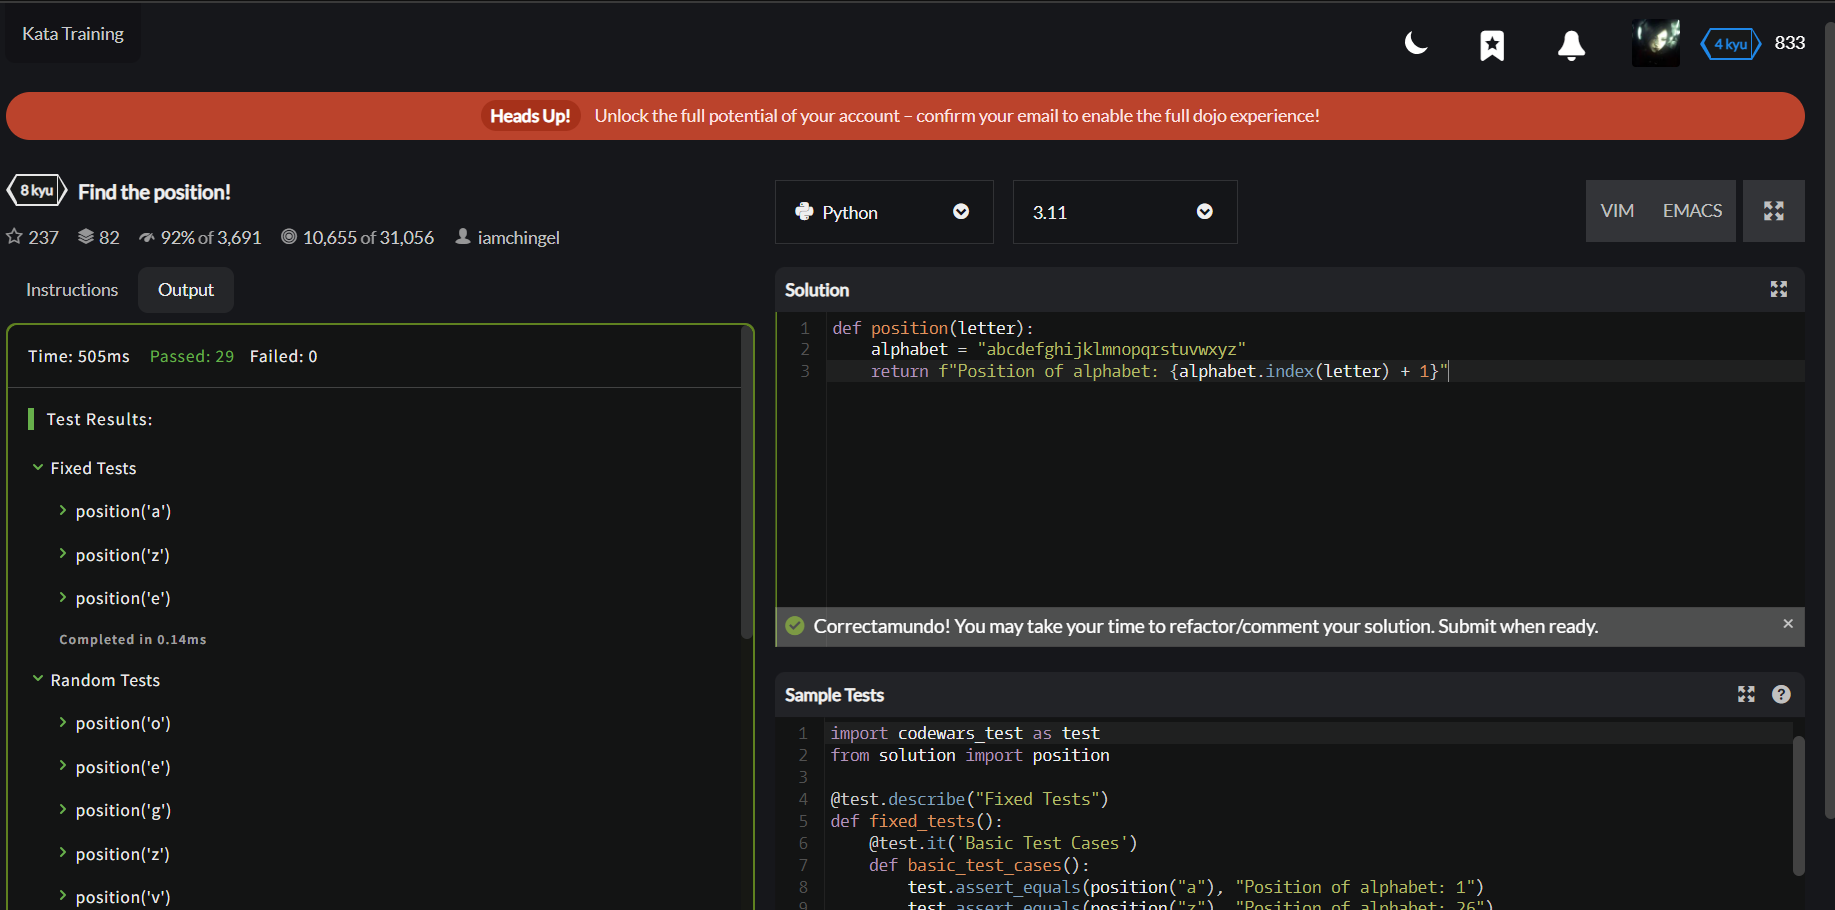 Kata Training
4 kyu 833
Heads Up! Unlock the full potential of your account – confirm your email to enable the full dojo experience!
8 kyu Find the position!
237 82 92% of 3,691 10,655 of 31,056 iamchingel
Python 3.11 VIM EMACS
Instructions Output
Time: 505ms Passed: 29 Failed: 0
Test Results:
Fixed Tests
position('a')
position('z')
position('e')
Completed in 0.14ms
Random Tests
position('o')
position('e')
position('g')
position('z')
position('v')
Solution
1 def position(letter):
2 alphabet = "abcdefghijklmnopqrstuvwxyz"
3 return f"Position of alphabet: {alphabet.index(letter) + 1}"
Correctamundo! You may take your time to refactor/comment your solution. Submit when ready. ×
Sample Tests ?
1 import codewars_test as test
2 from solution import position
3
4 @test.describe("Fixed Tests")
5 def fixed_tests():
6 @test.it('Basic Test Cases')
7 def basic_test_cases():
8 test.assert_equals(position("a"), "Position of alphabet: 1")
9 test.assert_equals(position("z"), "Position of alphabet: 26")